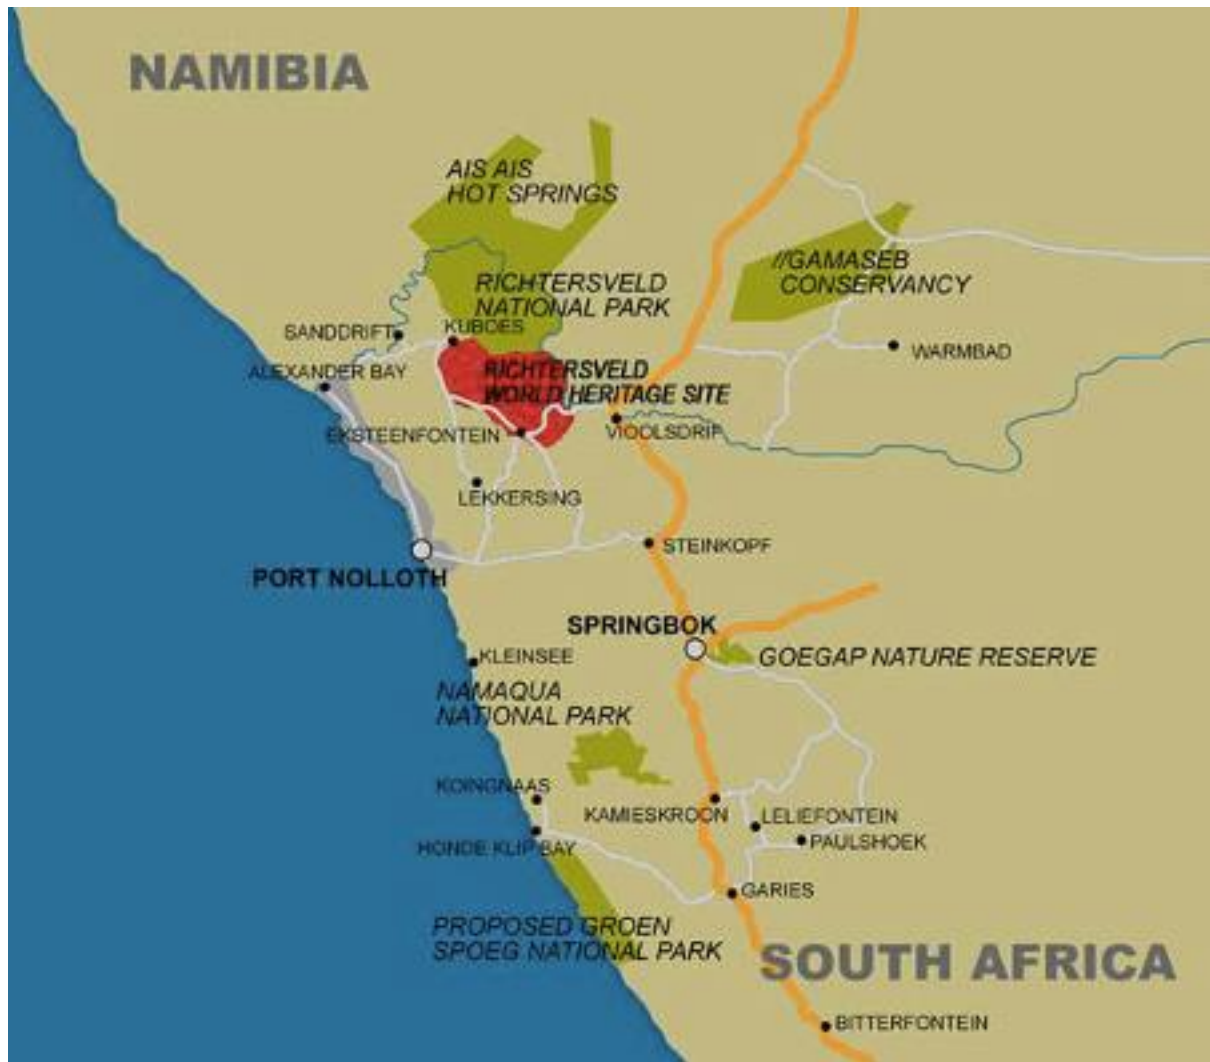 NAMIBIA
AIS AIS
HOT SPRINGS
//GAMASEB
CONSERVANCY
RICHTERSVELD
NATIONAL PARK
SANDDRIFT
KUBOES
WARMBAD
ALEXANDER BAY
RICHTERSVELD
WORLD HERITAGE SITE
EKSTEENFONTEIN
VIOOLSDRIF
LEKKERSING
STEINKOPF
PORT NOLLOTH
SPRINGBOK
KLEINSEE
GOEGAP NATURE RESERVE
NAMAQUA
NATIONAL PARK
KOINGNAAS
KAMIESKROON
LELIEFONTEIN
PAULSHOEK
HONDE KLIP BAY
GARIES
PROPOSED GROEN
SPOEG NATIONAL PARK
SOUTH AFRICA
BITTERFONTEIN